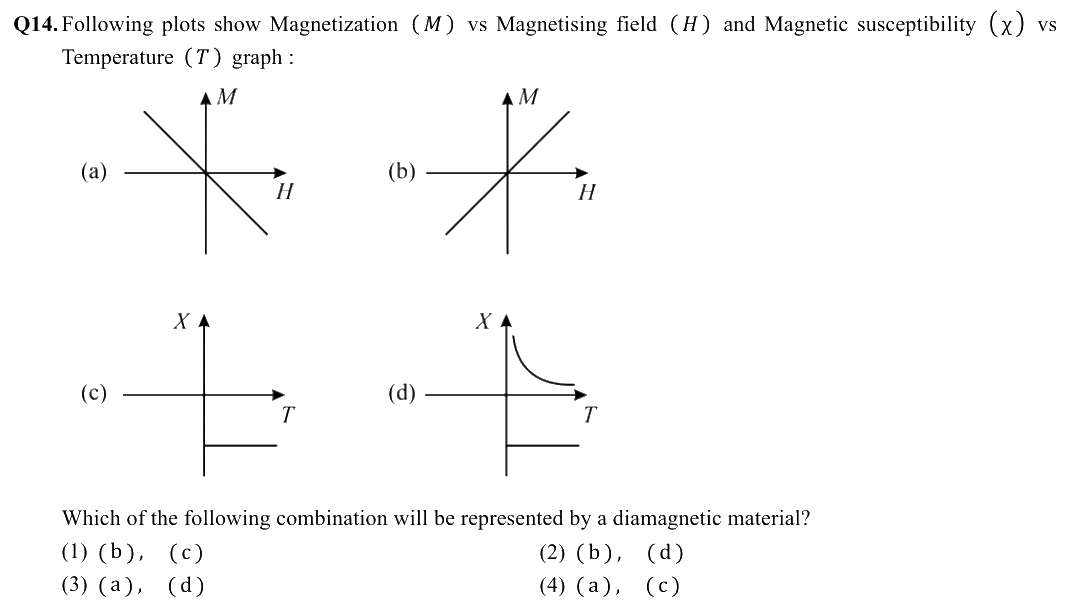 Q14. Following plots show Magnetization (M) vs Magnetising field (H) and Magnetic susceptibility (χ) vs
Temperature (T) graph :
M
M
(a)
(b)
H
H
X
X
(c)
(d)
T
T
Which of the following combination will be represented by a diamagnetic material?
(1) (b), (c) (2) (b), (d)
(3) (a), (d) (4) (a), (c)